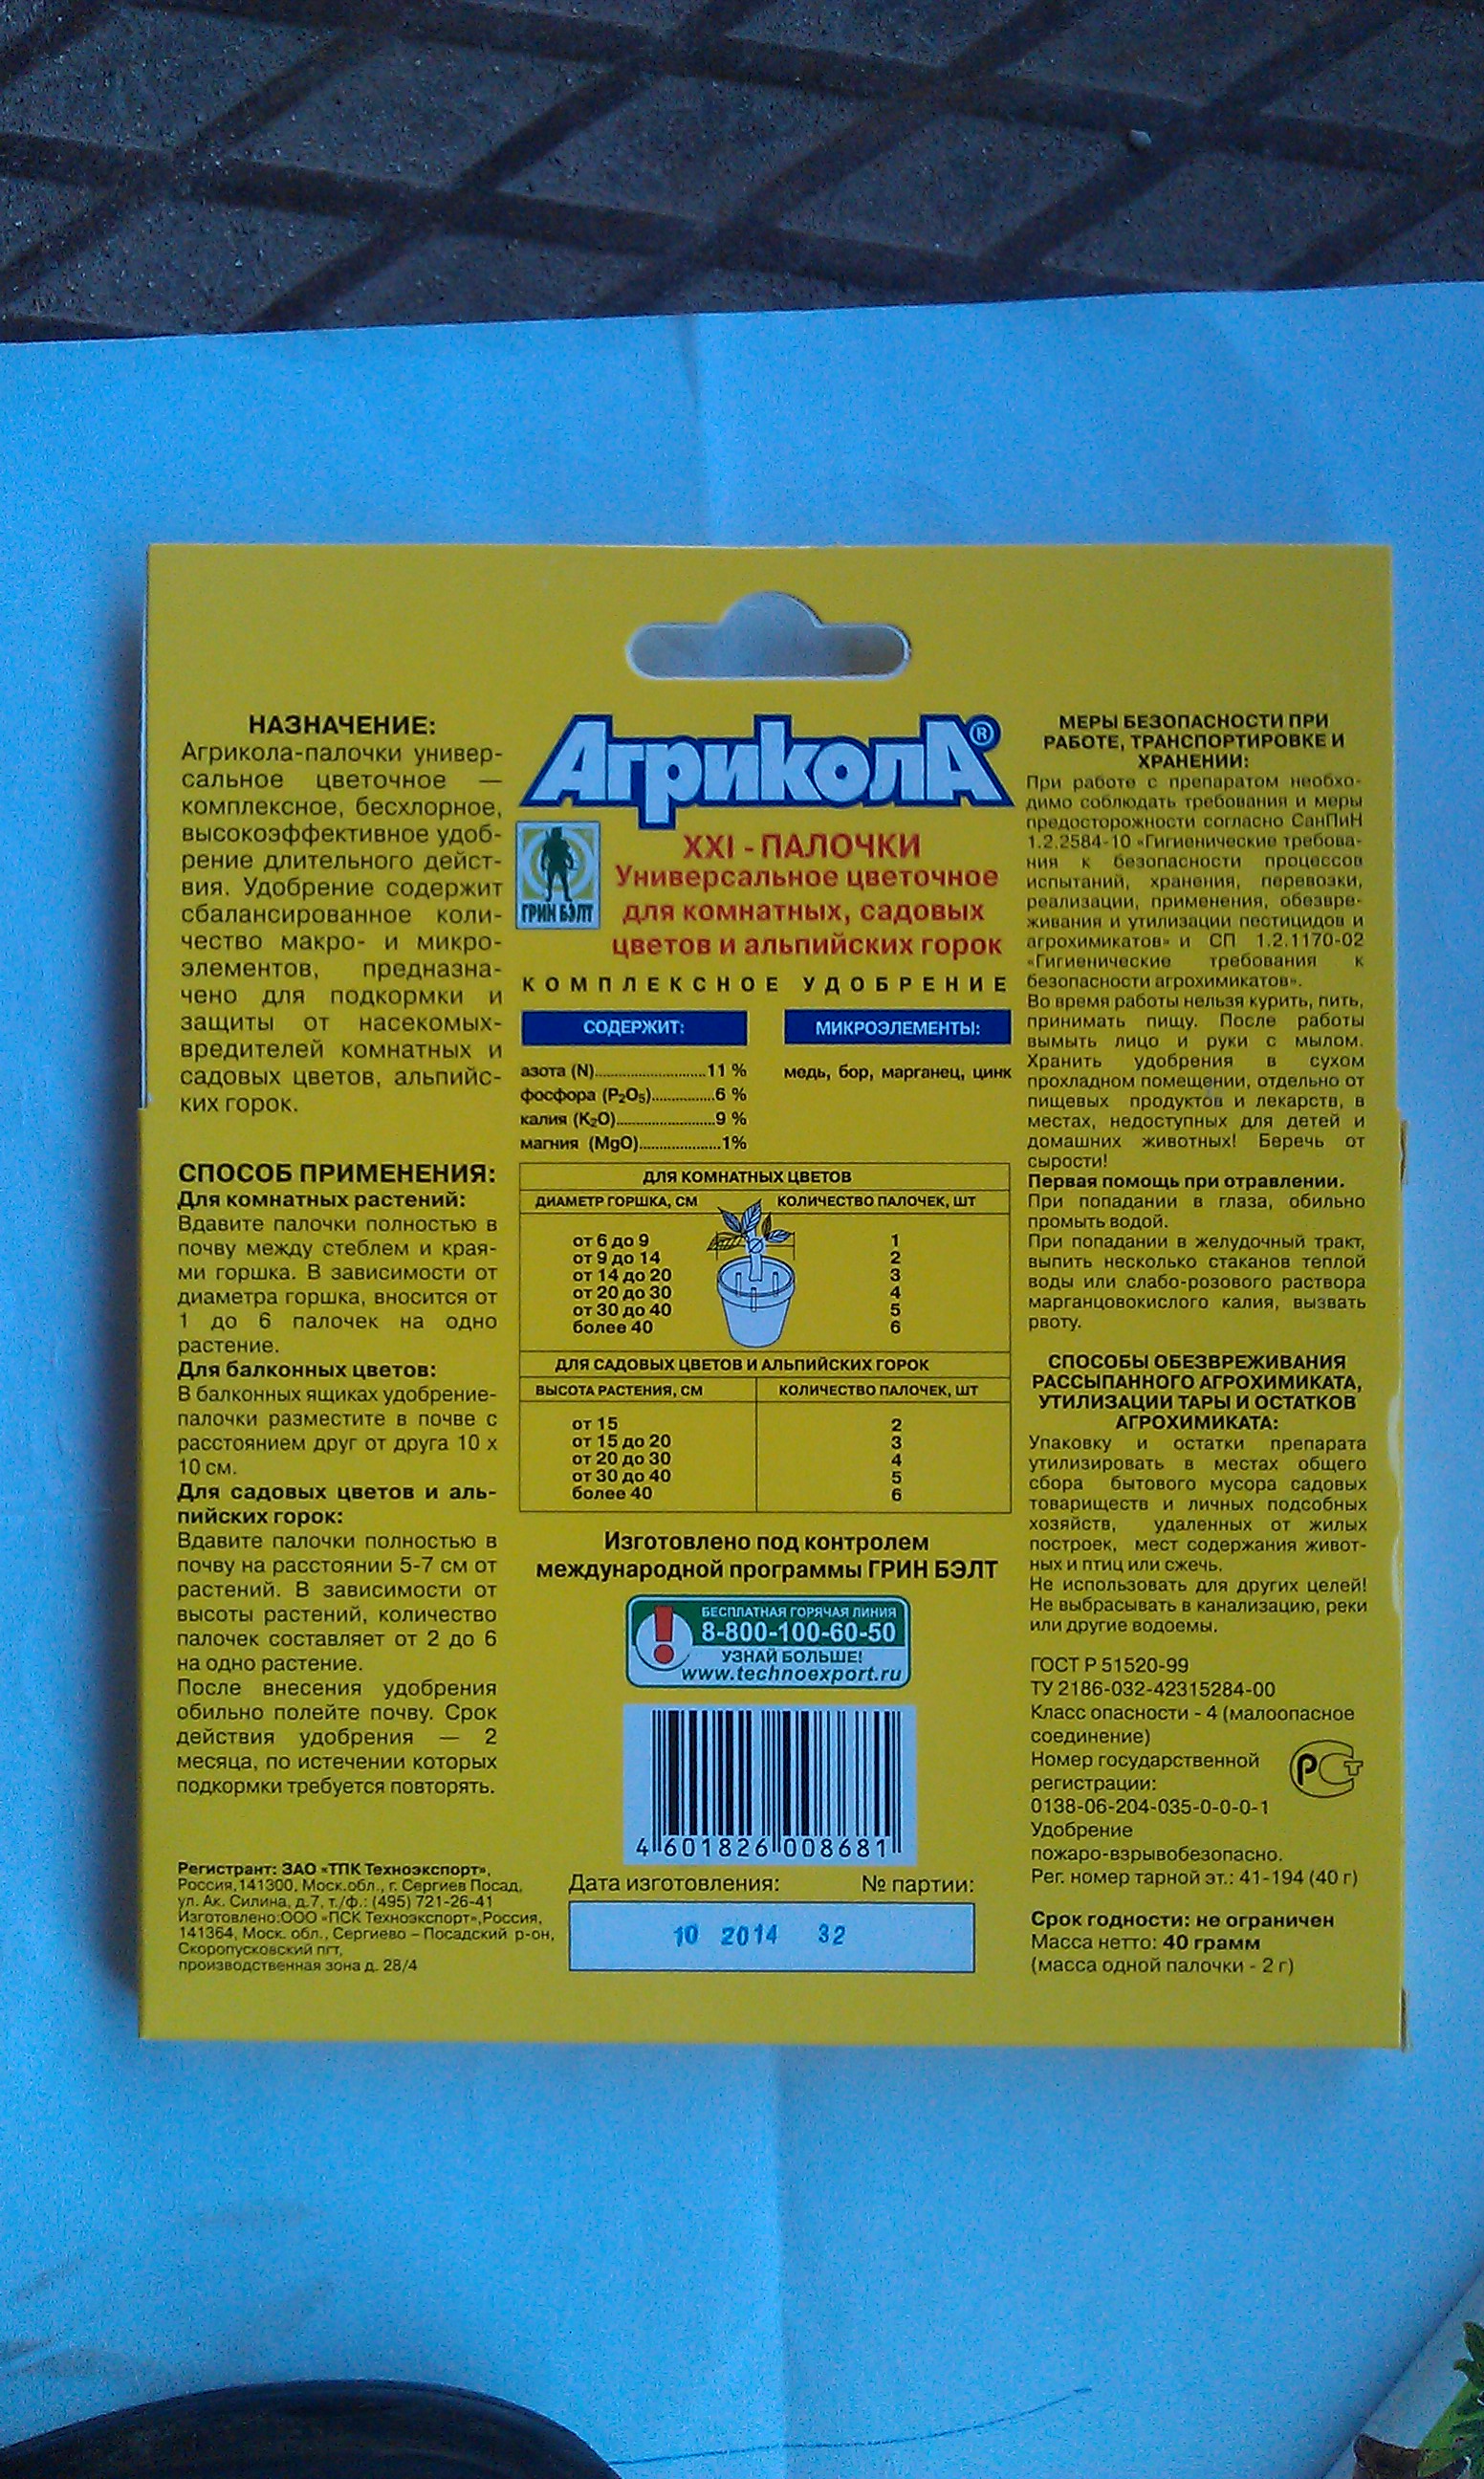 НАЗНАЧЕНИЕ:
Агрикола-палочки универ-
сальное цветочное —
комплексное, бесхлорное,
высокоэффективное удоб-
рение длительного дейст-
вия. Удобрение содержит
сбалансированное коли-
чество макро- и микро-
элементов, предназна-
чено для подкормки и
защиты от насекомых-
вредителей комнатных и
садовых цветов, альпийс-
ких горок.
СПОСОБ ПРИМЕНЕНИЯ:
Для комнатных растений:
Вдавите палочки полностью в
почву между стеблем и края-
ми горшка. В зависимости от
диаметра горшка, вносится от
1 до 6 палочек на одно
растение.
Для балконных цветов:
В балконных ящиках удобрение-
палочки разместите в почве с
расстоянием друг от друга 10 х
10 см.
Для садовых цветов и аль-
пийских горок:
Вдавите палочки полностью в
почву на расстоянии 5-7 см от
растений. В зависимости от
высоты растений, количество
палочек составляет от 2 до 6
на одно растение.
После внесения удобрения
обильно полейте почву. Срок
действия удобрения — 2
месяца, по истечении которых
подкормки требуется повторять.
Регистрант: ЗАО «ТПК Техноэкспорт»,
Россия,141300, Моск.обл., г. Сергиев Посад,
ул. Ак. Силина, д.7, т./ф.: (495) 721-26-41
Изготовлено:ООО «ПСК Техноэкспорт»,Россия,
141364, Моск. обл., Сергиево – Посадский р-он,
Скоропусковский пгт,
производственная зона д. 28/4
АгриколА®
ГРИН БЭЛТ
XXI - ПАЛОЧКИ
Универсальное цветочное
для комнатных, садовых
цветов и альпийских горок
КОМПЛЕКСНОЕ УДОБРЕНИЕ
СОДЕРЖИТ:
азота (N)............................11 %
фосфора (P₂O₅)................6 %
калия (K₂O).........................9 %
магния (MgO).....................1%
МИКРОЭЛЕМЕНТЫ:
медь, бор, марганец, цинк
ДЛЯ КОМНАТНЫХ ЦВЕТОВ
ДИАМЕТР ГОРШКА, СМ КОЛИЧЕСТВО ПАЛОЧЕК, ШТ
от 6 до 9 1
от 9 до 14 2
от 14 до 20 3
от 20 до 30 4
от 30 до 40 5
более 40 6
ДЛЯ САДОВЫХ ЦВЕТОВ И АЛЬПИЙСКИХ ГОРОК
ВЫСОТА РАСТЕНИЯ, СМ КОЛИЧЕСТВО ПАЛОЧЕК, ШТ
от 15 2
от 15 до 20 3
от 20 до 30 4
от 30 до 40 5
более 40 6
Изготовлено под контролем
международной программы ГРИН БЭЛТ
БЕСПЛАТНАЯ ГОРЯЧАЯ ЛИНИЯ
8-800-100-60-50
УЗНАЙ БОЛЬШЕ!
www.technoexport.ru
4 601826 008681
Дата изготовления: № партии:
10 2014 32
МЕРЫ БЕЗОПАСНОСТИ ПРИ
РАБОТЕ, ТРАНСПОРТИРОВКЕ И
ХРАНЕНИИ:
При работе с препаратом необхо-
димо соблюдать требования и меры
предосторожности согласно СанПиН
1.2.2584-10 «Гигиенические требова-
ния к безопасности процессов
испытаний, хранения, перевозки,
реализации, применения, обезвре-
живания и утилизации пестицидов и
агрохимикатов» и СП 1.2.1170-02
«Гигиенические требования к
безопасности агрохимикатов».
Во время работы нельзя курить, пить,
принимать пищу. После работы
вымыть лицо и руки с мылом.
Хранить удобрения в сухом
прохладном помещении, отдельно от
пищевых продуктов и лекарств, в
местах, недоступных для детей и
домашних животных! Беречь от
сырости!
Первая помощь при отравлении.
При попадании в глаза, обильно
промыть водой.
При попадании в желудочный тракт,
выпить несколько стаканов теплой
воды или слабо-розового раствора
марганцовокислого калия, вызвать
рвоту.
СПОСОБЫ ОБЕЗВРЕЖИВАНИЯ
РАССЫПАННОГО АГРОХИМИКАТА,
УТИЛИЗАЦИИ ТАРЫ И ОСТАТКОВ
АГРОХИМИКАТА:
Упаковку и остатки препарата
утилизировать в местах общего
сбора бытового мусора садовых
товариществ и личных подсобных
хозяйств, удаленных от жилых
построек, мест содержания живот-
ных и птиц или сжечь.
Не использовать для других целей!
Не выбрасывать в канализацию, реки
или другие водоемы.
ГОСТ Р 51520-99
ТУ 2186-032-42315284-00
Класс опасности - 4 (малоопасное
соединение)
Номер государственной
регистрации:
0138-06-204-035-0-0-0-1
РСТ
Удобрение
пожаро-взрывобезопасно.
Рег. номер тарной эт.: 41-194 (40 г)
Срок годности: не ограничен
Масса нетто: 40 грамм
(масса одной палочки - 2 г)